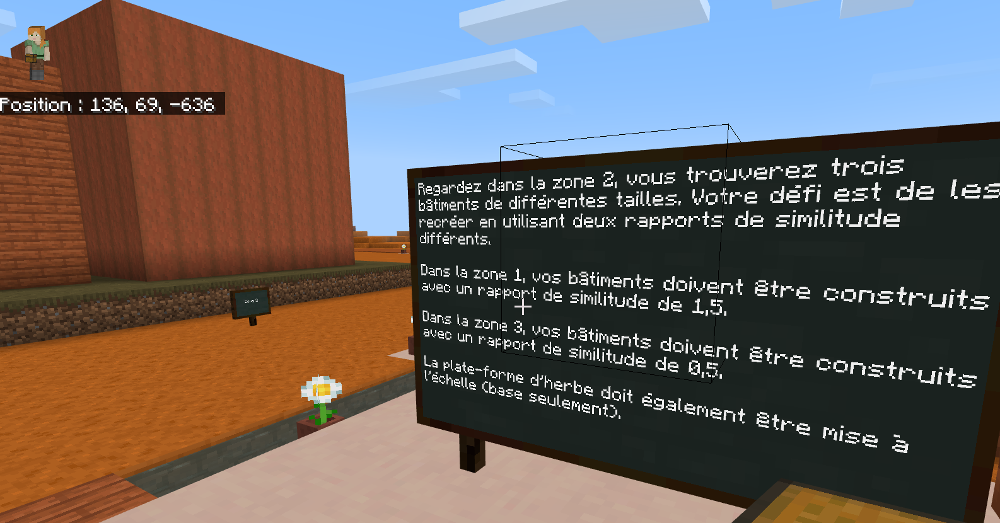 Position : 136, 69, -636
Regardez dans la zone 2, vous trouverez trois
bâtiments de différentes tailles. Votre défi est de les
recréer en utilisant deux rapports de similitude
différents.
Dans la zone 1, vos bâtiments doivent être construits
avec un rapport de similitude de 1,5.
Dans la zone 3, vos bâtiments doivent être construits
avec un rapport de similitude de 0,5.
La plate-forme d'herbe doit également être mise à
l'échelle (base seulement).
Zone 3